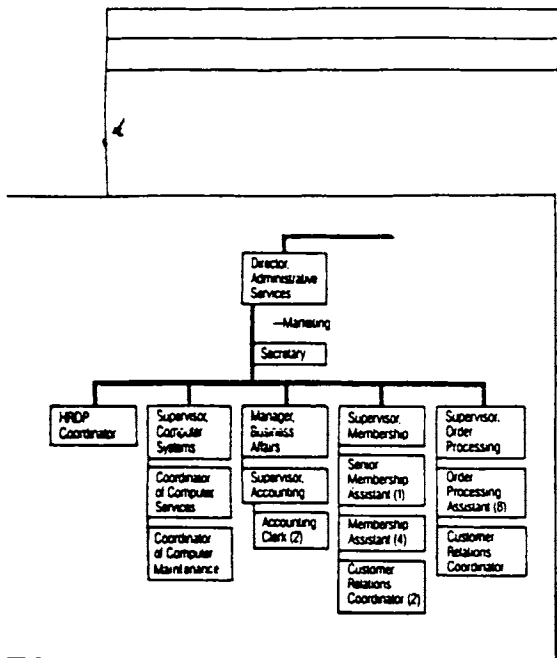 Director,
Administrative
Services
—Marketing
Secretary
HRDP
Coordinator
Supervisor,
Computer
Systems
Coordinator
of Computer
Services
Coordinator
of Computer
Maintenance
Manager,
Business
Affairs
Supervisor,
Accounting
Accounting
Clerk (2)
Supervisor,
Membership
Senior
Membership
Assistant (1)
Membership
Assistant (4)
Customer
Relations
Coordinator (2)
Supervisor,
Order
Processing
Order
Processing
Assistant (8)
Customer
Relations
Coordinator